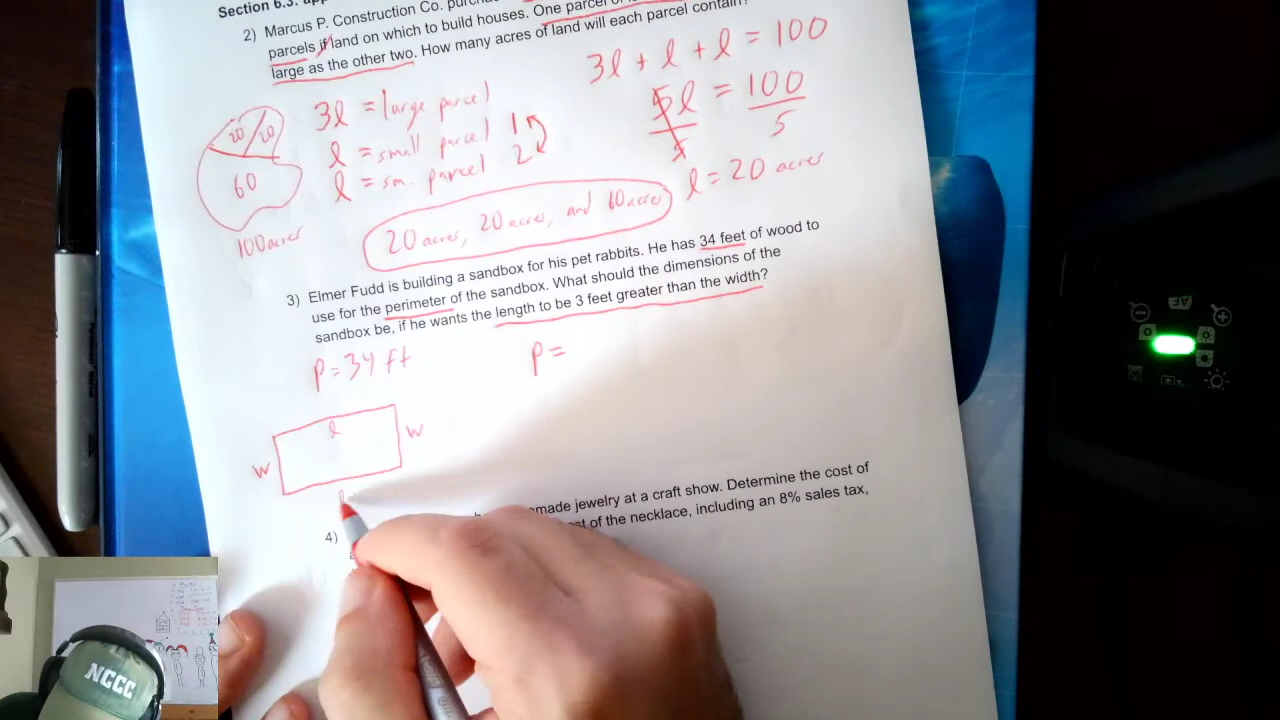 Section 6.3:
2) Marcus P. Construction Co.
parcels if land on which to build houses. One parcel
large as the other two. How many acres of land will each parcel contain?
3l + l + l = 100
3l = large parcel
5l = 100
5 5
l = small parcel 1
l = sm. parcel 2
20 20
60
100 acres
l = 20 acres
20 acres, 20 acres, and 60 acres
3) Elmer Fudd is building a sandbox for his pet rabbits. He has 34 feet of wood to
use for the perimeter of the sandbox. What should the dimensions of the
sandbox be, if he wants the length to be 3 feet greater than the width?
P = 34 ft
P =
l
w
w
l
4)
made jewelry at a craft show. Determine the cost of
of the necklace, including an 8% sales tax,
AF
NCCC